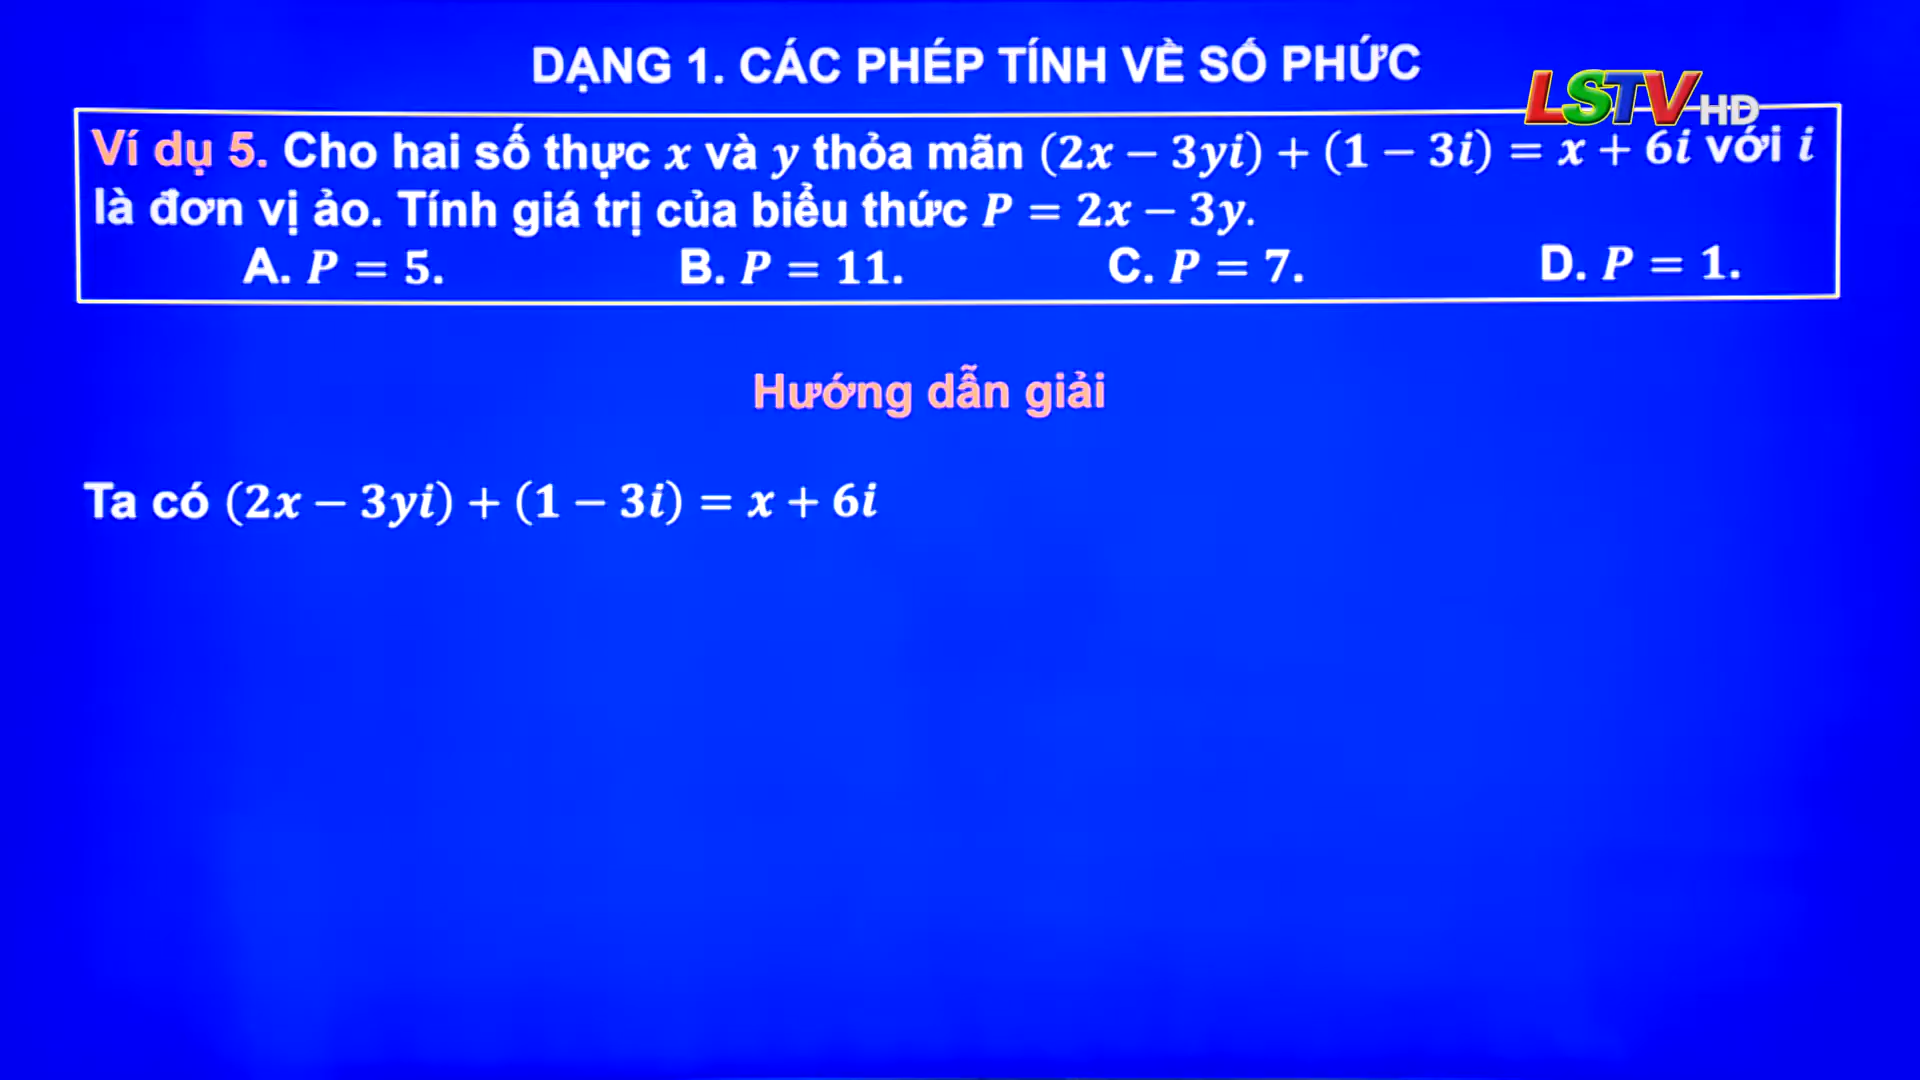 DẠNG 1. CÁC PHÉP TÍNH VỀ SỐ PHỨC
LSTV HD
Ví dụ 5. Cho hai số thực x và y thỏa mãn (2x − 3yi) + (1 − 3i) = x + 6i với i
là đơn vị ảo. Tính giá trị của biểu thức P = 2x − 3y.
A. P = 5. B. P = 11. C. P = 7. D. P = 1.
Hướng dẫn giải
Ta có (2x − 3yi) + (1 − 3i) = x + 6i